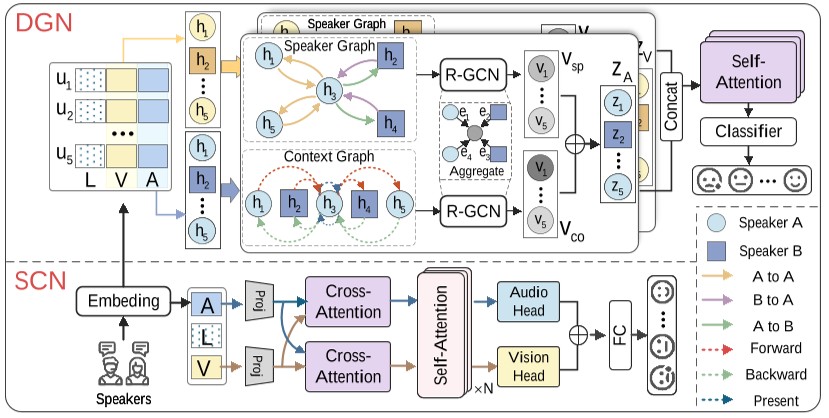 DGN
u1
u2
•••
u5
L V A
h1
h2
h5
h1
h2
h5
Speaker Graph
Speaker Graph
h1
h2
h3
h5
h4
Context Graph
h1 h2 h3 h4 h5
R-GCN
e1 e2
e4 e3
Aggregate
R-GCN
v1
v5
Vsp
v1
v5
Vco
ZA
z1
z2
z5
Concat
Self-
Attention
Classifier
Speaker A
Speaker B
A to A
B to A
A to B
Forward
Backward
Present
SCN
Embeding
Speakers
A
L
V
Proj
Proj
Cross-
Attention
Cross-
Attention
Self-Attention
×N
Audio
Head
Vision
Head
FC